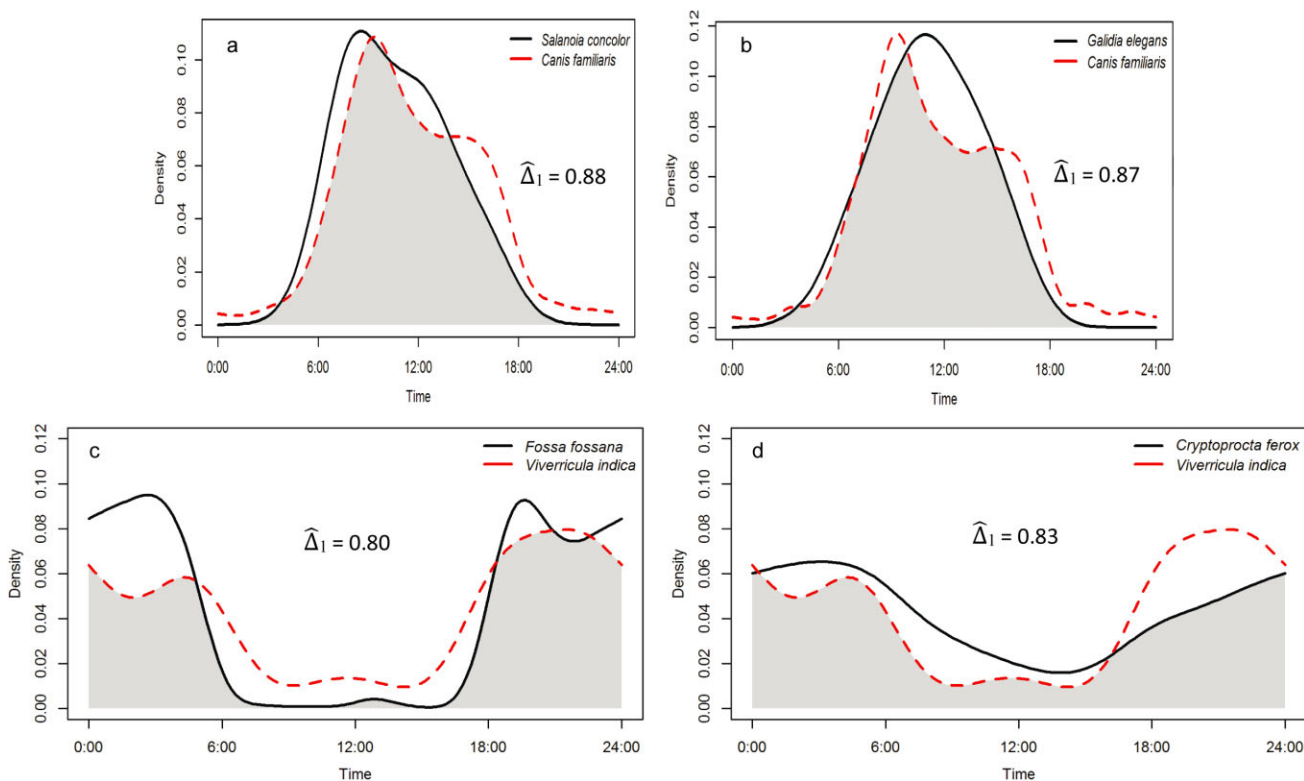 a
Salanoia concolor
Canis familiaris
Δ̂₁ = 0.88
Density
0.00 0.02 0.04 0.06 0.08 0.10
0:00 6:00 12:00 18:00 24:00
Time
b
Galidia elegans
Canis familiaris
Δ̂₁ = 0.87
Density
0.00 0.02 0.04 0.06 0.08 0.10 0.12
0:00 6:00 12:00 18:00 24:00
Time
c
Fossa fossana
Viverricula indica
Δ̂₁ = 0.80
Density
0.00 0.02 0.04 0.06 0.08 0.10 0.12
0:00 6:00 12:00 18:00 24:00
Time
d
Cryptoprocta ferox
Viverricula indica
Δ̂₁ = 0.83
Density
0.00 0.02 0.04 0.06 0.08 0.10 0.12
0:00 6:00 12:00 18:00 24:00
Time